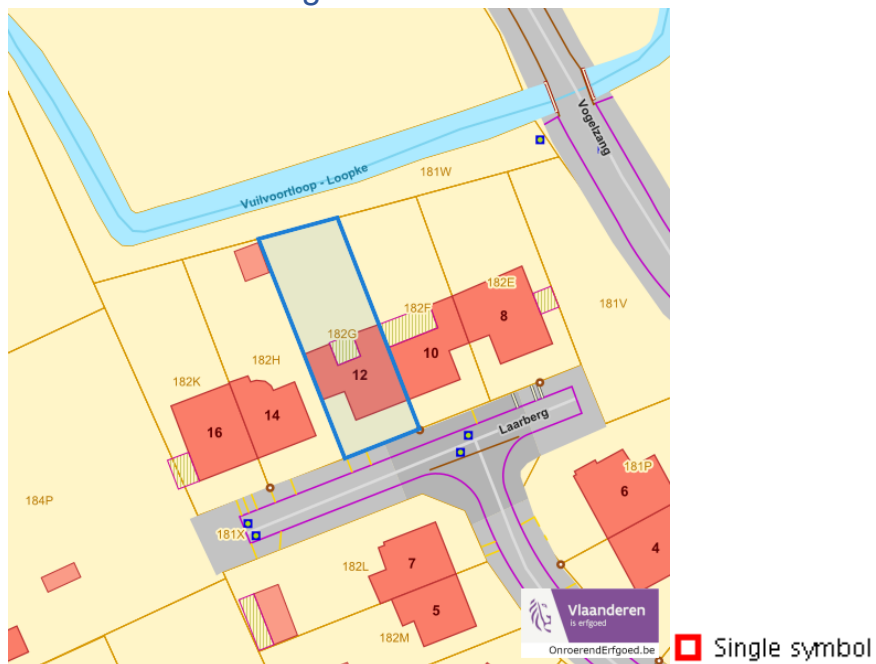 Vogelzang
Vuilvoortloop - Loopke
181W
182E
181V
182F
8
182G
10
182H
12
182K
14
16
Laarberg
181P
6
184P
181X
4
7
182L
5
182M
Vlaanderen
is erfgoed
OnroerendErfgoed.be
Single symbol